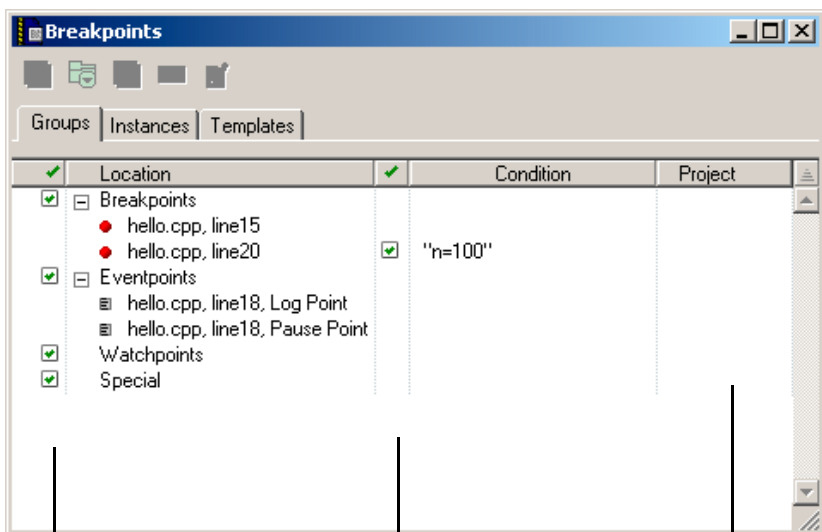 Breakpoints
Groups Instances Templates
Location Condition Project
Breakpoints
hello.cpp, line15
hello.cpp, line20 "n=100"
Eventpoints
hello.cpp, line18, Log Point
hello.cpp, line18, Pause Point
Watchpoints
Special